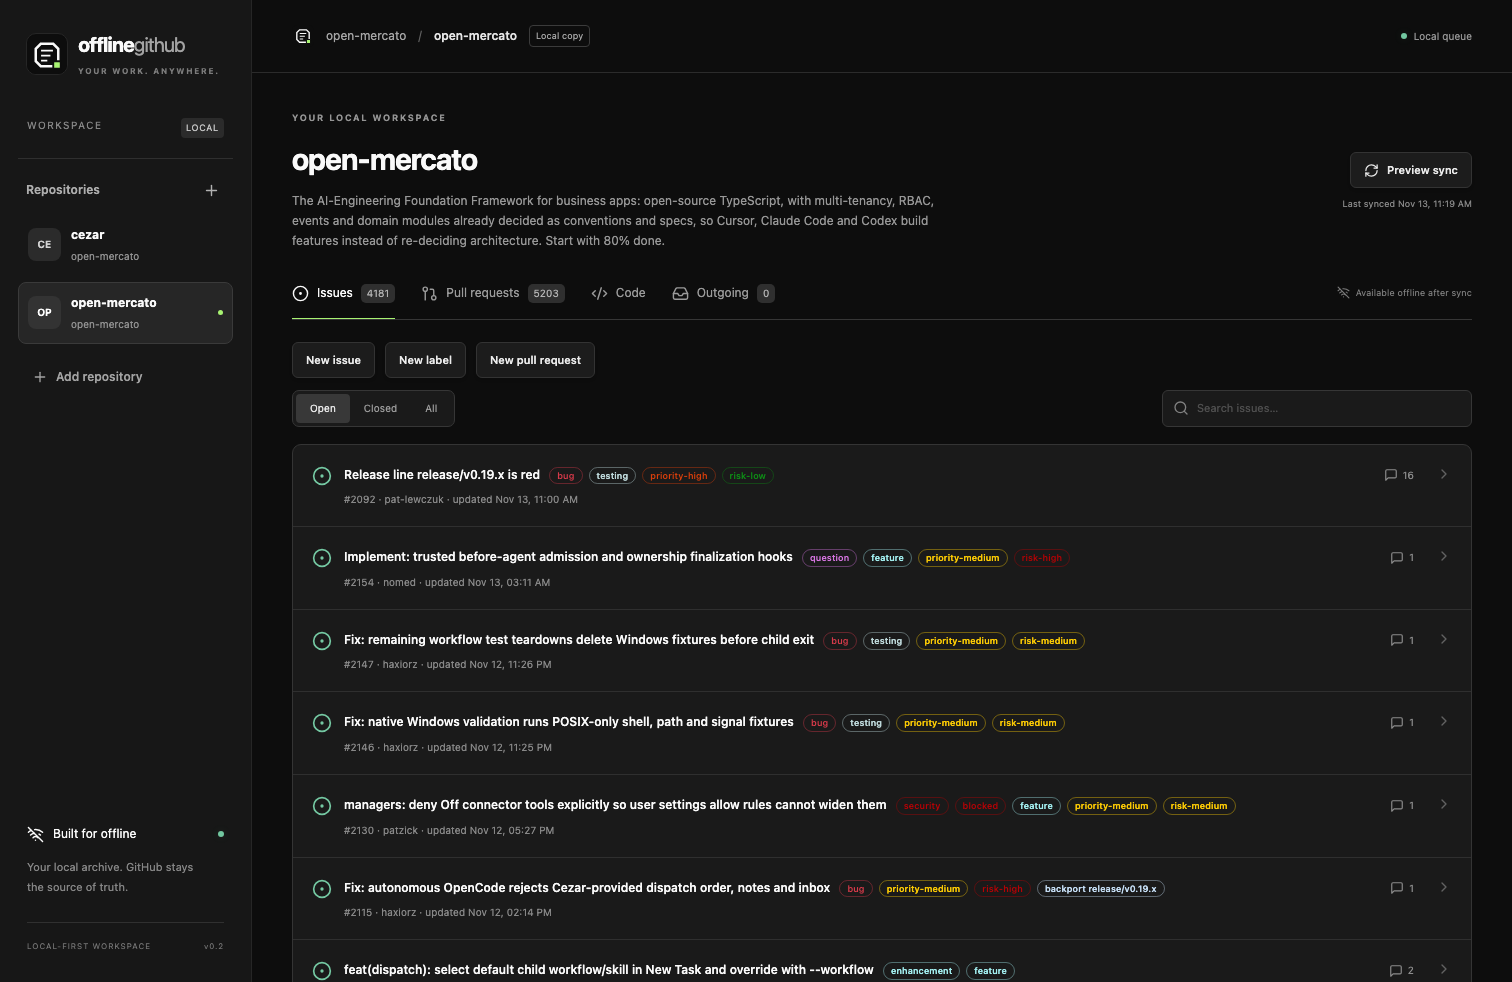 offlinegithub
YOUR WORK. ANYWHERE.
WORKSPACE LOCAL
Repositories
CE cezar
open-mercato
OP open-mercato
open-mercato
Add repository
Built for offline
Your local archive. GitHub stays
the source of truth.
LOCAL-FIRST WORKSPACE v0.2
open-mercato / open-mercato Local copy
Local queue
YOUR LOCAL WORKSPACE
open-mercato
The AI-Engineering Foundation Framework for business apps: open-source TypeScript, with multi-tenancy, RBAC,
events and domain modules already decided as conventions and specs, so Cursor, Claude Code and Codex build
features instead of re-deciding architecture. Start with 80% done.
Preview sync
Last synced Nov 13, 11:19 AM
Issues 4181 Pull requests 5203 Code Outgoing 0
Available offline after sync
New issue New label New pull request
Open Closed All
Search issues...
Release line release/v0.19.x is red bug testing priority-high risk-low 16
#2092 · pat-lewczuk · updated Nov 13, 11:00 AM
Implement: trusted before-agent admission and ownership finalization hooks question feature priority-medium risk-high 1
#2154 · nomed · updated Nov 13, 03:11 AM
Fix: remaining workflow test teardowns delete Windows fixtures before child exit bug testing priority-medium risk-medium 1
#2147 · haxiorz · updated Nov 12, 11:26 PM
Fix: native Windows validation runs POSIX-only shell, path and signal fixtures bug testing priority-medium risk-medium 1
#2146 · haxiorz · updated Nov 12, 11:25 PM
managers: deny Off connector tools explicitly so user settings allow rules cannot widen them security blocked feature priority-medium risk-medium 1
#2130 · patzick · updated Nov 12, 05:27 PM
Fix: autonomous OpenCode rejects Cezar-provided dispatch order, notes and inbox bug priority-medium risk-high backport release/v0.19.x 1
#2115 · haxiorz · updated Nov 12, 02:14 PM
feat(dispatch): select default child workflow/skill in New Task and override with --workflow enhancement feature 2